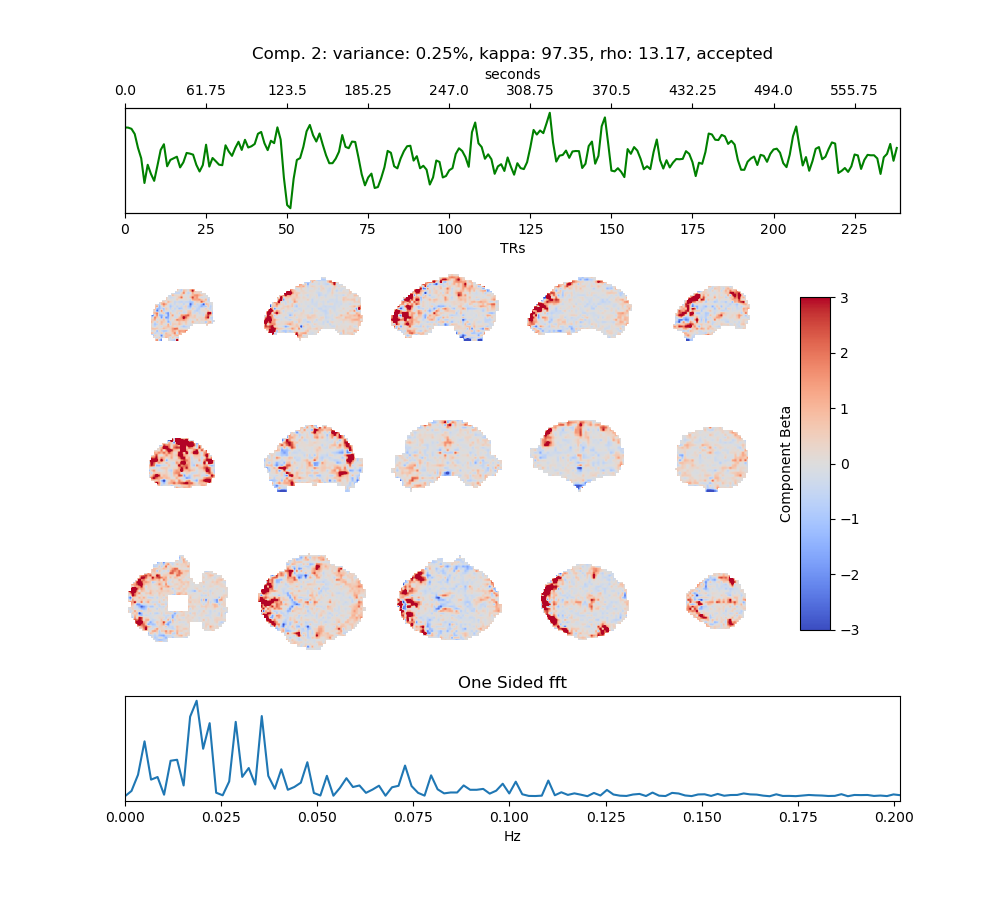 Comp. 2: variance: 0.25%, kappa: 97.35, rho: 13.17, accepted
seconds
0.0 61.75 123.5 185.25 247.0 308.75 370.5 432.25 494.0 555.75
0 25 50 75 100 125 150 175 200 225
TRs
3
2
1
0
−1
−2
−3
Component Beta
One Sided fft
0.000 0.025 0.050 0.075 0.100 0.125 0.150 0.175 0.200
Hz